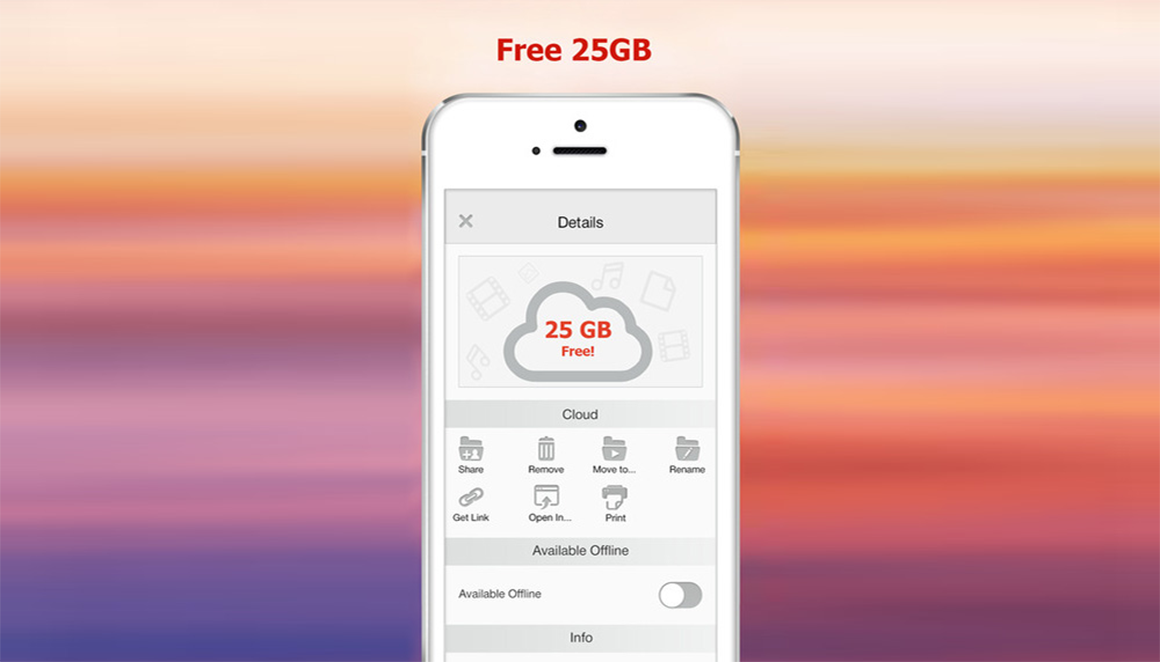 Free 25GB
Details
25 GB
Free!
Cloud
Share Remove Move to... Rename
Get Link Open In... Print
Available Offline
Available Offline
Info